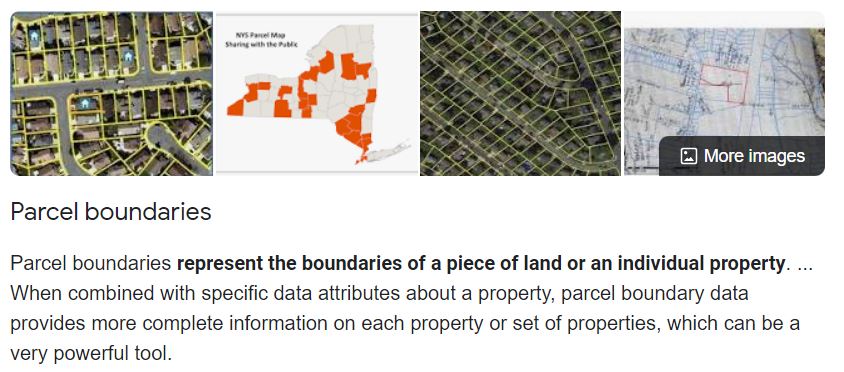 NYS Parcel Map
Sharing with the Public
More images
Parcel boundaries
Parcel boundaries represent the boundaries of a piece of land or an individual property. ...
When combined with specific data attributes about a property, parcel boundary data
provides more complete information on each property or set of properties, which can be a
very powerful tool.